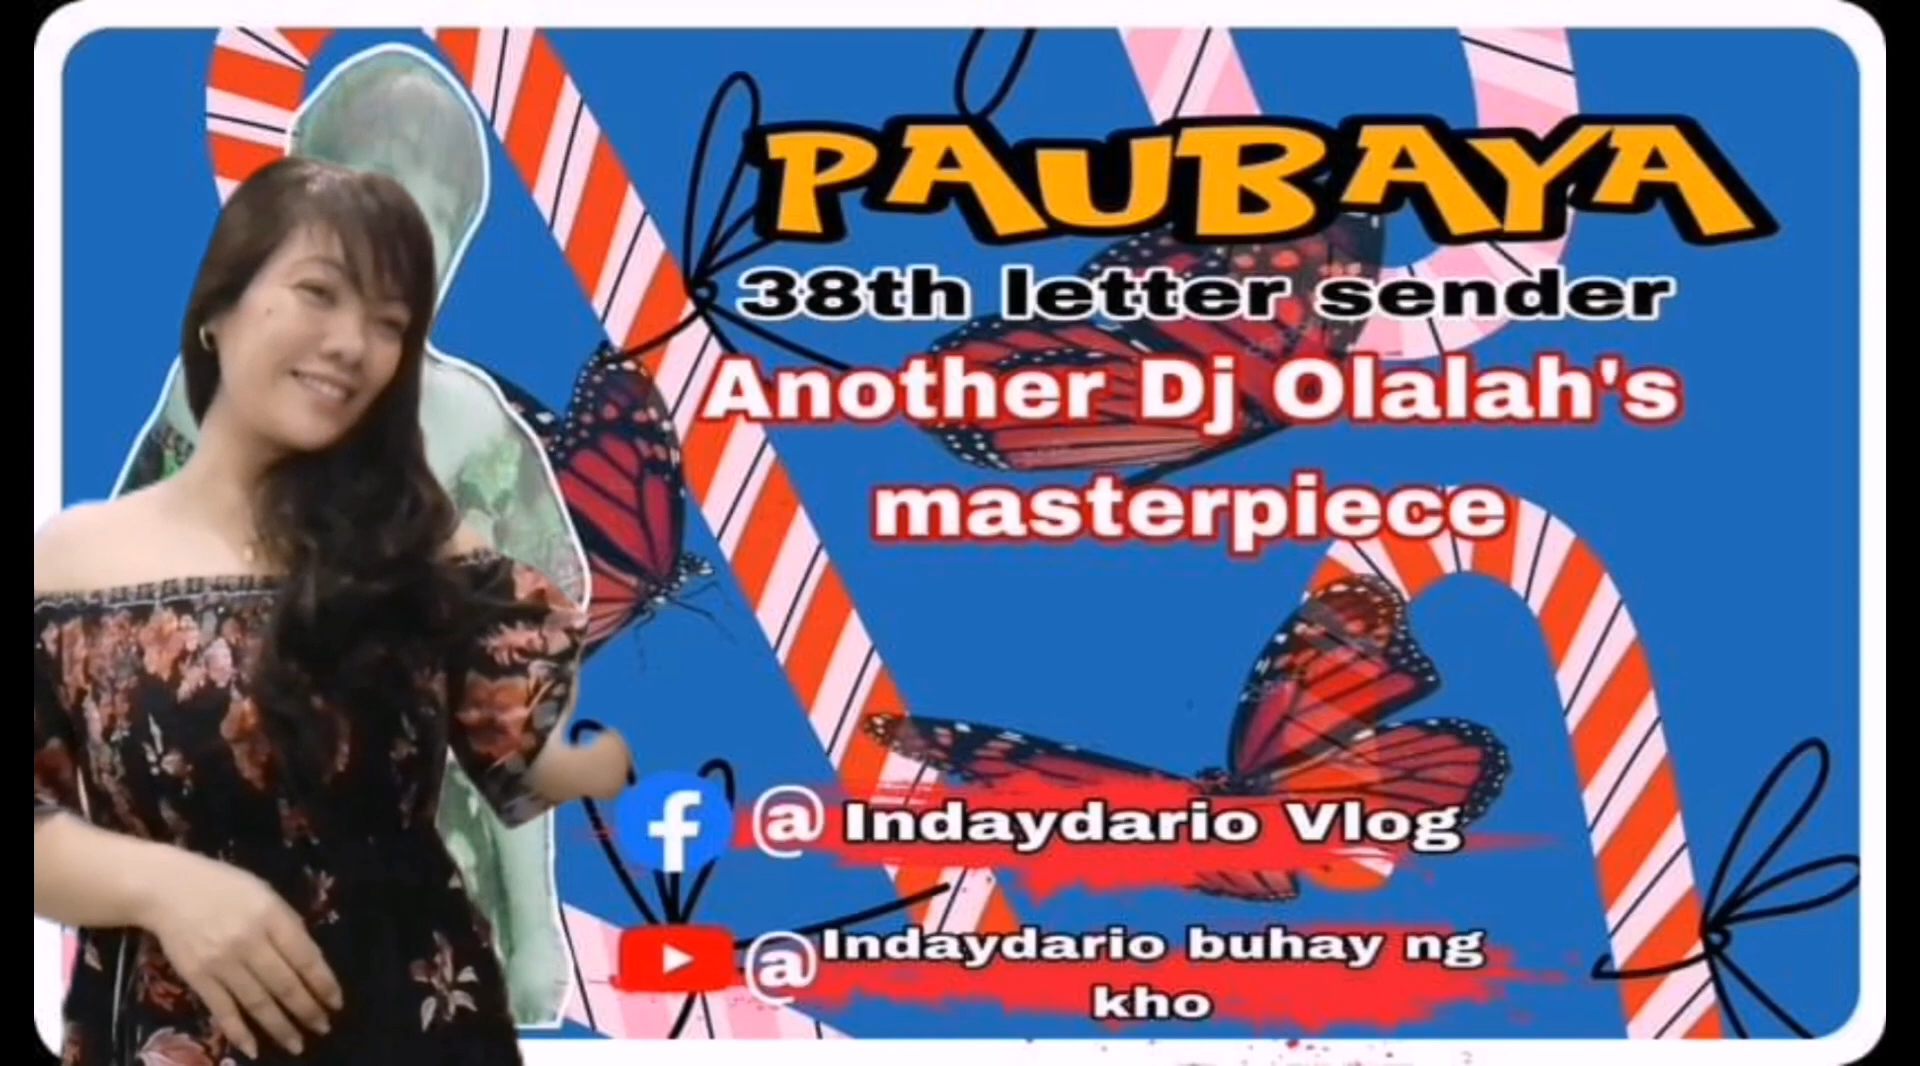 PAUBAYA
38th letter sender
Another Dj Olalah's
masterpiece
@ Indaydario Vlog
@Indaydario buhay ng
kho